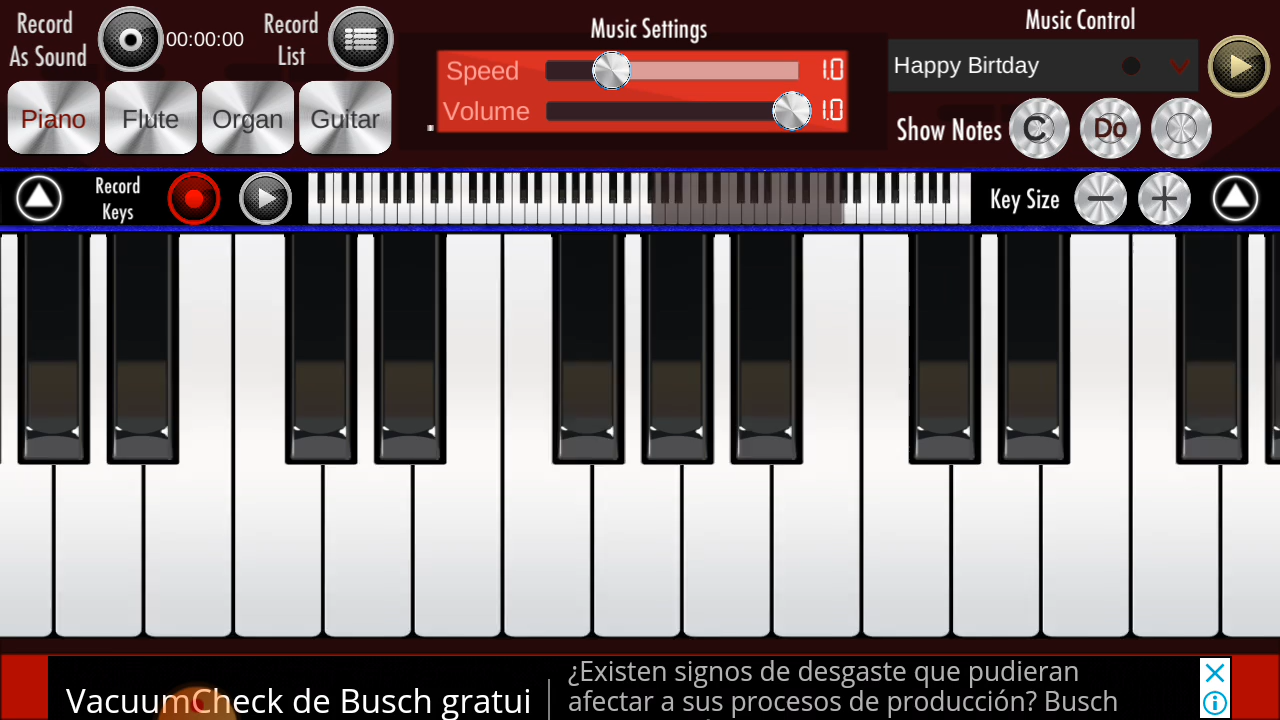 Record
As Sound
00:00:00
Record
List
Music Settings
Speed
1.0
Volume
1.0
Music Control
Happy Birtday
Show Notes
C
Do
Piano
Flute
Organ
Guitar
Record
Keys
Key Size
VacuumCheck de Busch gratui
¿Existen signos de desgaste que pudieran
afectar a sus procesos de producción? Busch